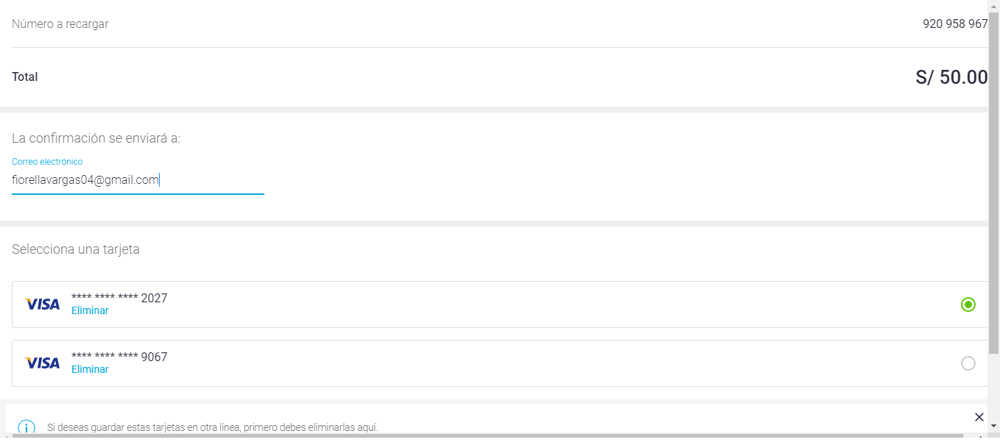 Número a recargar 920 958 967
Total S/ 50.00
La confirmación se enviará a:
Correo electrónico
fiorellavargas04@gmail.com
Selecciona una tarjeta
VISA **** **** **** 2027
Eliminar
VISA **** **** **** 9067
Eliminar
Si deseas guardar estas tarjetas en otra línea, primero debes eliminarlas aquí.